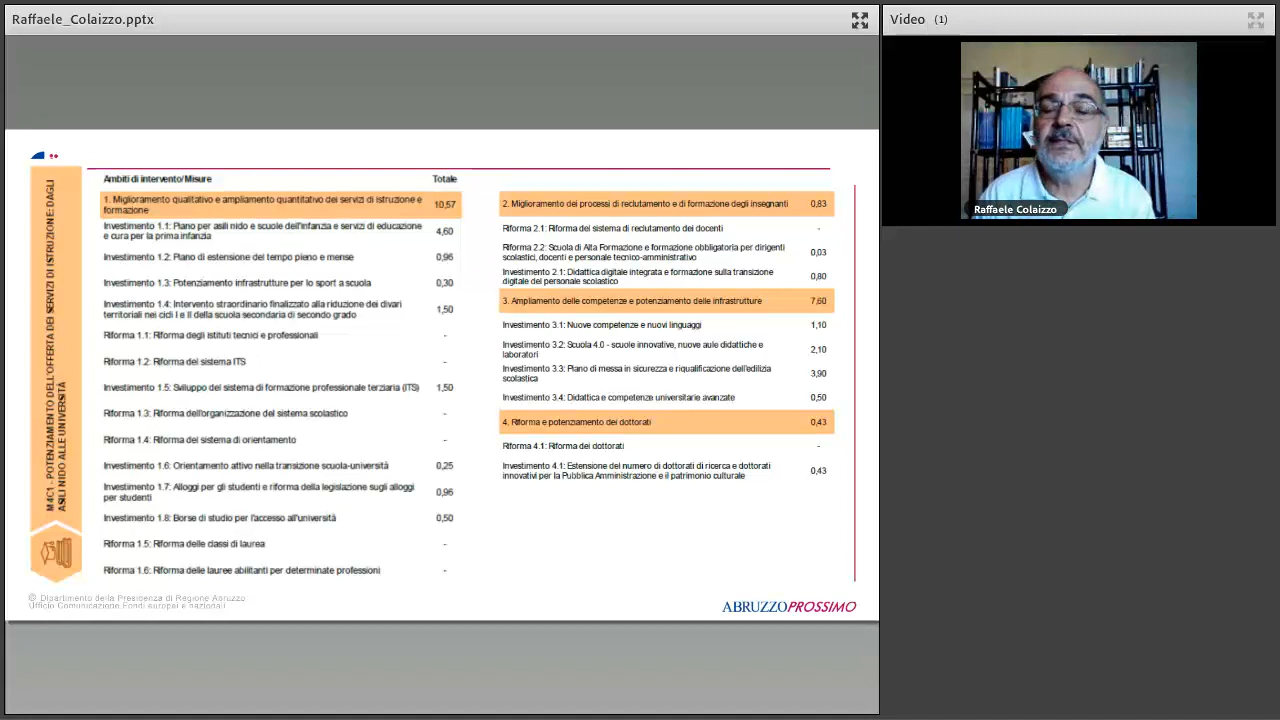 Raffaele_Colaizzo.pptx
Video (1)
Raffaele Colaizzo
M4C1 - POTENZIAMENTO DELL'OFFERTA DEI SERVIZI DI ISTRUZIONE: DAGLI
ASILI NIDO ALLE UNIVERSITÀ
Ambiti di intervento/Misure Totale
1. Miglioramento qualitativo e ampliamento quantitativo dei servizi di istruzione e
formazione 10,57
Investimento 1.1: Piano per asili nido e scuole dell'infanzia e servizi di educazione
e cura per la prima infanzia 4,60
Investimento 1.2: Piano di estensione del tempo pieno e mense 0,96
Investimento 1.3: Potenziamento infrastrutture per lo sport a scuola 0,30
Investimento 1.4: Intervento straordinario finalizzato alla riduzione dei divari
territoriali nei cicli I e II della scuola secondaria di secondo grado 1,50
Riforma 1.1: Riforma degli istituti tecnici e professionali -
Riforma 1.2: Riforma del sistema ITS -
Investimento 1.5: Sviluppo del sistema di formazione professionale terziaria (ITS) 1,50
Riforma 1.3: Riforma dell'organizzazione del sistema scolastico -
Riforma 1.4: Riforma del sistema di orientamento -
Investimento 1.6: Orientamento attivo nella transizione scuola-università 0,25
Investimento 1.7: Alloggi per gli studenti e riforma della legislazione sugli alloggi
per studenti 0,96
Investimento 1.8: Borse di studio per l'accesso all'università 0,50
Riforma 1.5: Riforma delle classi di laurea -
Riforma 1.6: Riforma delle lauree abilitanti per determinate professioni -
2. Miglioramento dei processi di reclutamento e di formazione degli insegnanti 0,83
Riforma 2.1: Riforma del sistema di reclutamento dei docenti -
Riforma 2.2: Scuola di Alta Formazione e formazione obbligatoria per dirigenti
scolastici, docenti e personale tecnico-amministrativo 0,03
Investimento 2.1: Didattica digitale integrata e formazione sulla transizione
digitale del personale scolastico 0,80
3. Ampliamento delle competenze e potenziamento delle infrastrutture 7,60
Investimento 3.1: Nuove competenze e nuovi linguaggi 1,10
Investimento 3.2: Scuola 4.0 - scuole innovative, nuove aule didattiche e
laboratori 2,10
Investimento 3.3: Piano di messa in sicurezza e riqualificazione dell'edilizia
scolastica 3,90
Investimento 3.4: Didattica e competenze universitarie avanzate 0,50
4. Riforma e potenziamento dei dottorati 0,43
Riforma 4.1: Riforma dei dottorati -
Investimento 4.1: Estensione del numero di dottorati di ricerca e dottorati
innovativi per la Pubblica Amministrazione e il patrimonio culturale 0,43
© Dipartimento della Presidenza di Regione Abruzzo
Ufficio Comunicazione Fondi europei e nazionali
ABRUZZOPROSSIMO